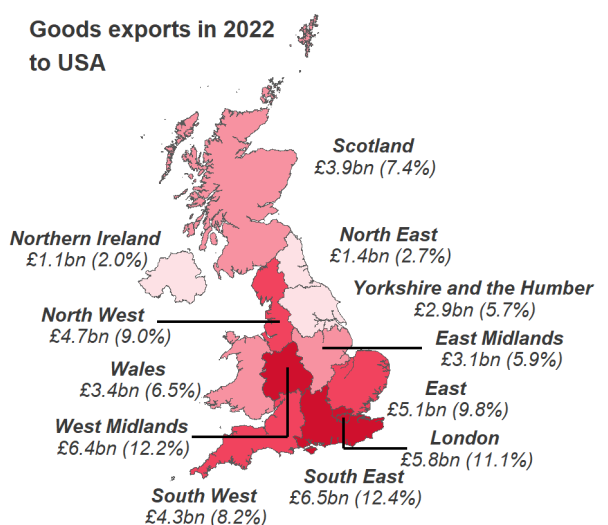 Goods exports in 2022
to USA
Scotland
£3.9bn (7.4%)
Northern Ireland
£1.1bn (2.0%)
North East
£1.4bn (2.7%)
Yorkshire and the Humber
£2.9bn (5.7%)
North West
£4.7bn (9.0%)
East Midlands
£3.1bn (5.9%)
Wales
£3.4bn (6.5%)
East
£5.1bn (9.8%)
West Midlands
£6.4bn (12.2%)
London
£5.8bn (11.1%)
South East
£6.5bn (12.4%)
South West
£4.3bn (8.2%)